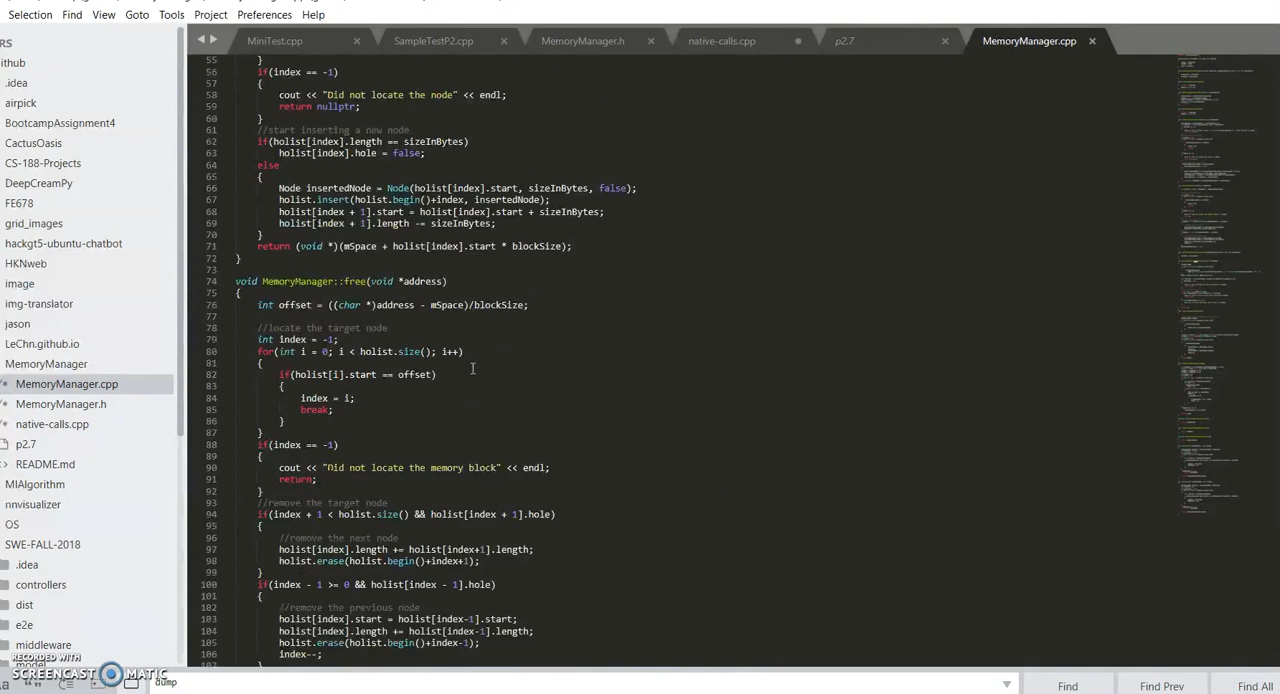 Selection Find View Goto Tools Project Preferences Help
MiniTest.cpp × SampleTestP2.cpp × MemoryManager.h × native-calls.cpp p2.7 × MemoryManager.cpp ×
RS
ithub
.idea
airpick
BootcampAssignment4
CactusOasis
CS-188-Projects
DeepCreamPy
FE678
grid_images
hackgt5-ubuntu-chatbot
HKNweb
image
img-translator
jason
LeChn.github.io
MemoryManager
MemoryManager.cpp
MemoryManager.h
native-calls.cpp
p2.7
README.md
MIAlgorithm
nnvisualizer
OS
SWE-FALL-2018
.idea
controllers
dist
e2e
middleware
55 }
56 if(index == -1)
57 {
58 cout << "Did not locate the node" << endl;
59 return nullptr;
60 }
61 //start inserting a new node
62 if(holist[index].length == sizeInBytes)
63 holist[index].hole = false;
64 else
65 {
66 Node insertedNode = Node(holist[index].start, sizeInBytes, false);
67 holist.insert(holist.begin()+index, insertedNode);
68 holist[index + 1].start = holist[index].start + sizeInBytes;
69 holist[index + 1].length -= sizeInBytes;
70 }
71 return (void *)(mSpace + holist[index].start * blockSize);
72 }
73
74 void MemoryManager::free(void *address)
75 {
76 int offset = ((char *)address - mSpace)/blockSize;
77
78 //locate the target node
79 int index = -1;
80 for(int i = 0; i < holist.size(); i++)
81 {
82 if(holist[i].start == offset)
83 {
84 index = i;
85 break;
86 }
87 }
88 if(index == -1)
89 {
90 cout << "Did not locate the memory block" << endl;
91 return;
92 }
93 //remove the target node
94 if(index + 1 < holist.size() && holist[index + 1].hole)
95 {
96 //remove the next node
97 holist[index].length += holist[index+1].length;
98 holist.erase(holist.begin()+index+1);
99 }
100 if(index - 1 >= 0 && holist[index - 1].hole)
101 {
102 //remove the previous node
103 holist[index].start = holist[index-1].start;
104 holist[index].length += holist[index-1].length;
105 holist.erase(holist.begin()+index-1);
106 index--;
107 }
RECORDED WITH
SCREENCAST MATIC
dump Find Find Prev Find All